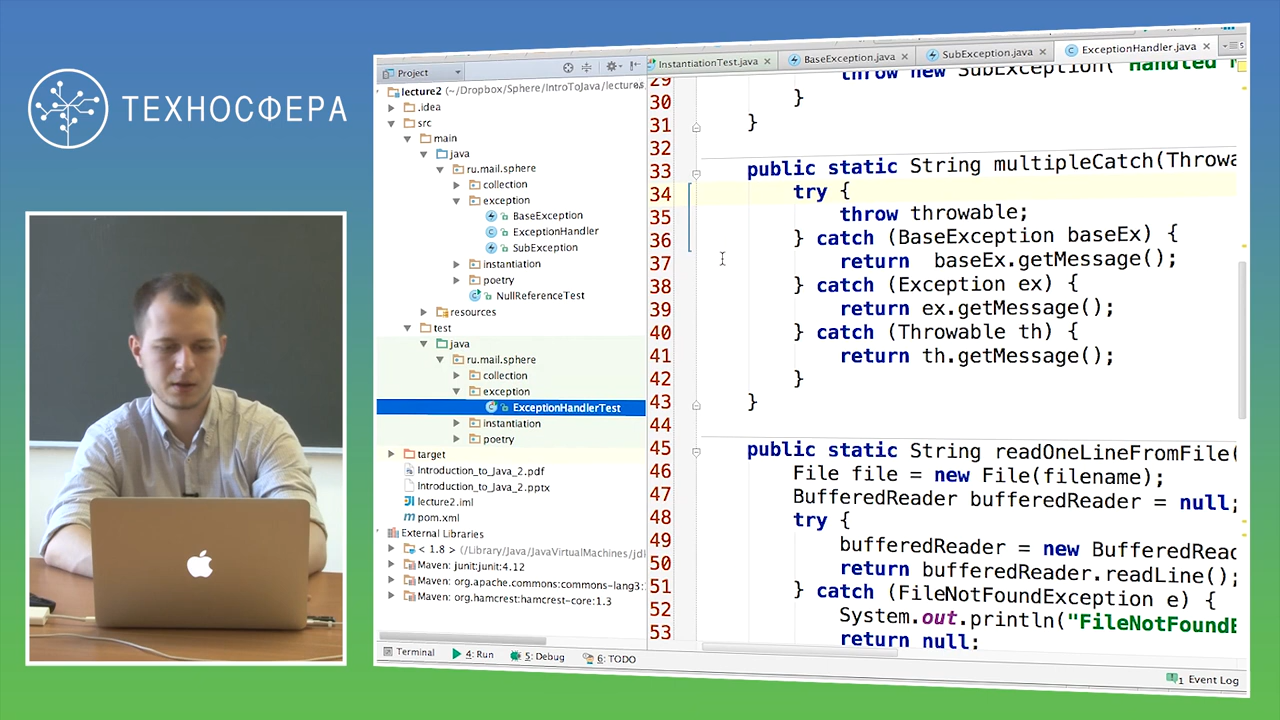 ТЕХНОСФЕРА
Project
lecture2 (~/Dropbox/Sphere/IntroToJava/lectures
.idea
src
main
java
ru.mail.sphere
collection
exception
BaseException
ExceptionHandler
SubException
instantiation
poetry
NullReferenceTest
resources
test
java
ru.mail.sphere
collection
exception
ExceptionHandlerTest
instantiation
poetry
target
Introduction_to_Java_2.pdf
Introduction_to_Java_2.pptx
lecture2.iml
pom.xml
External Libraries
< 1.8 > (/Library/Java/JavaVirtualMachines/jd
Maven: junit:junit:4.12
Maven: org.apache.commons:commons-lang3:
Maven: org.hamcrest:hamcrest-core:1.3
InstantiationTest.java
BaseException.java
SubException.java
ExceptionHandler.java
29 throw new SubException("Handled
30 }
31 }
32
33 public static String multipleCatch(Throwa
34 try {
35 throw throwable;
36 } catch (BaseException baseEx) {
37 return  baseEx.getMessage();
38 } catch (Exception ex) {
39 return ex.getMessage();
40 } catch (Throwable th) {
41 return th.getMessage();
42 }
43 }
44
45 public static String readOneLineFromFile(
46 File file = new File(filename);
47 BufferedReader bufferedReader = null;
48 try {
49 bufferedReader = new BufferedRead
50 return bufferedReader.readLine();
51 } catch (FileNotFoundException e) {
52 System.out.println("FileNotFoundE
53 return null;
Terminal
4: Run
5: Debug
6: TODO
1 Event Log